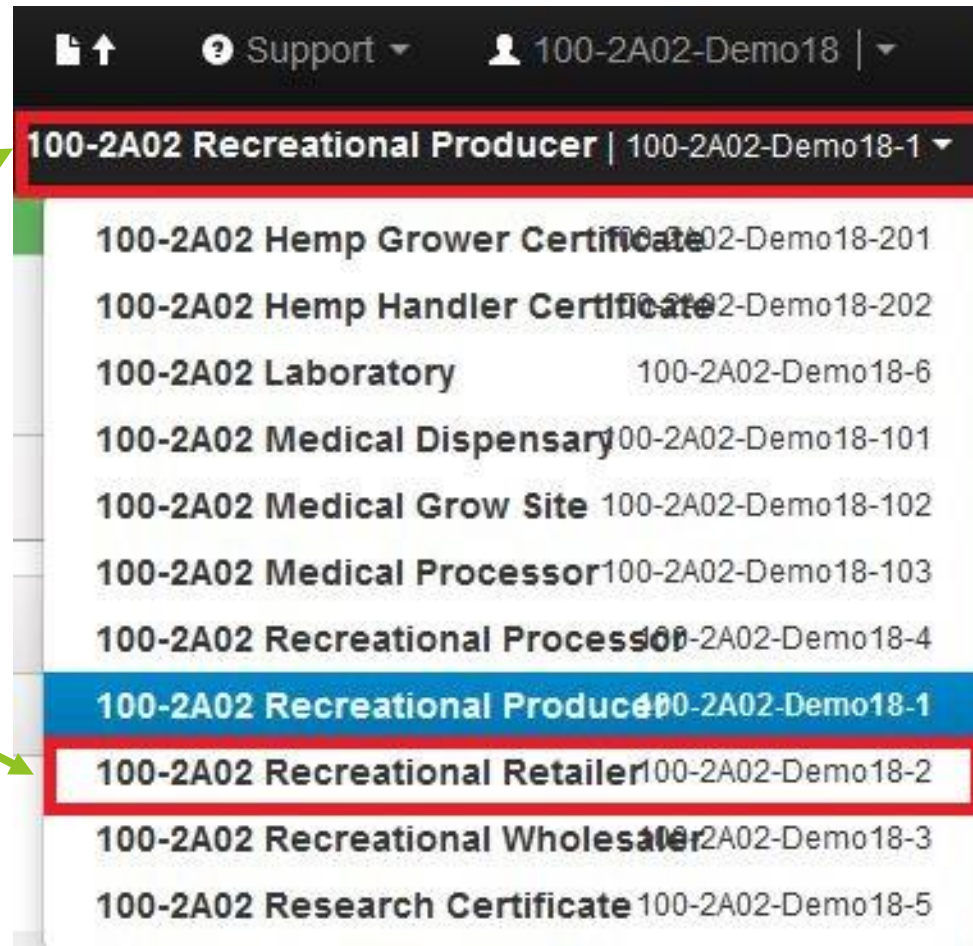 Support 100-2A02-Demo18 |
100-2A02 Recreational Producer | 100-2A02-Demo18-1
100-2A02 Hemp Grower Certificate 100-2A02-Demo18-201
100-2A02 Hemp Handler Certificate 100-2A02-Demo18-202
100-2A02 Laboratory 100-2A02-Demo18-6
100-2A02 Medical Dispensary 100-2A02-Demo18-101
100-2A02 Medical Grow Site 100-2A02-Demo18-102
100-2A02 Medical Processor 100-2A02-Demo18-103
100-2A02 Recreational Processor 100-2A02-Demo18-4
100-2A02 Recreational Producer 100-2A02-Demo18-1
100-2A02 Recreational Retailer 100-2A02-Demo18-2
100-2A02 Recreational Wholesaler 100-2A02-Demo18-3
100-2A02 Research Certificate 100-2A02-Demo18-5